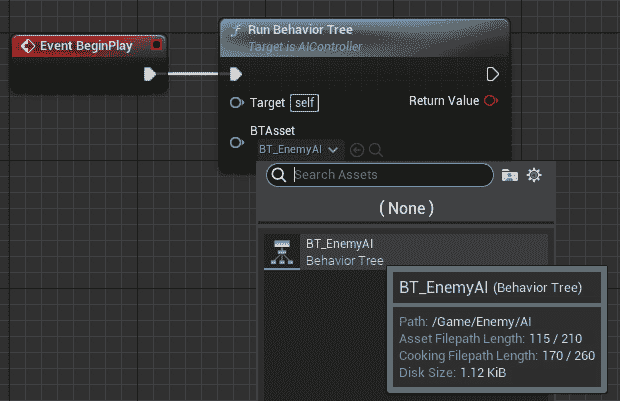 Event BeginPlay
Run Behavior Tree
Target is AIController
Target self
Return Value
BTAsset
BT_EnemyAI
Search Assets
(None)
BT_EnemyAI
Behavior Tree
BT_EnemyAI (Behavior Tree)
Path: /Game/Enemy/AI
Asset Filepath Length: 115 / 210
Cooking Filepath Length: 170 / 260
Disk Size: 1.12 KiB